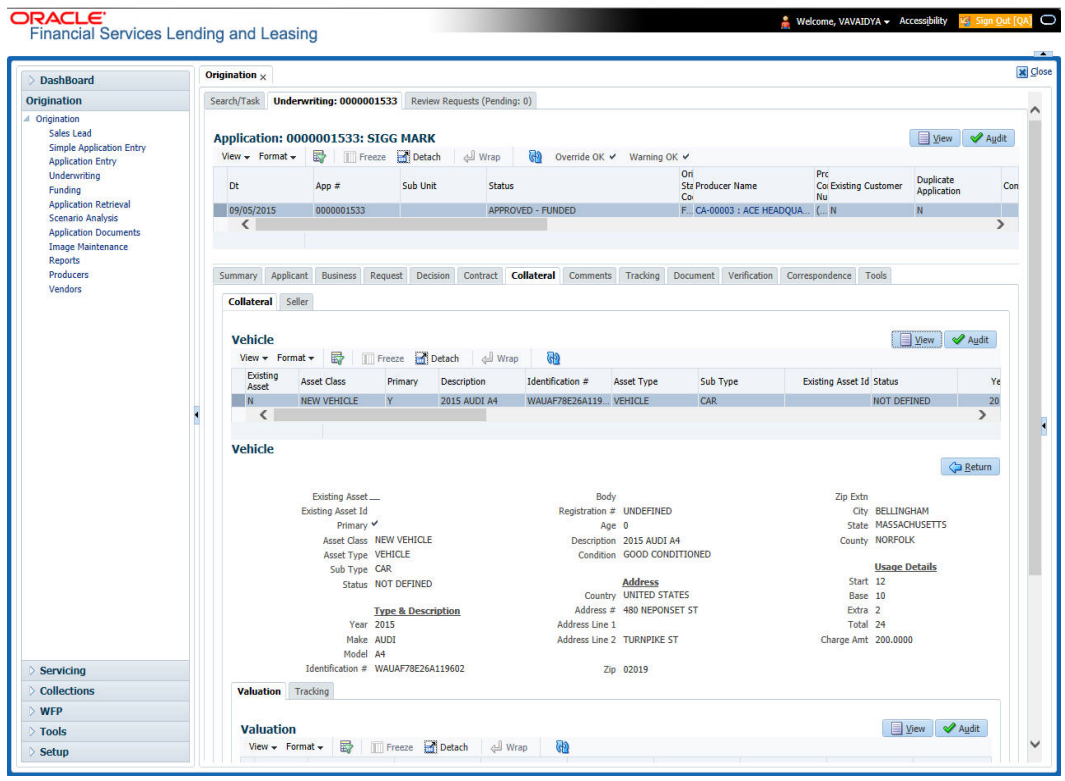 ORACLE
Welcome, VAVAIDYA Accessibility Sign Out [QA]
Financial Services Lending and Leasing
DashBoard
Origination
Origination
Sales Lead
Simple Application Entry
Application Entry
Underwriting
Funding
Application Retrieval
Scenario Analysis
Application Documents
Image Maintenance
Reports
Producers
Vendors
Servicing
Collections
WFP
Tools
Setup
Origination x Close
Search/Task Underwriting: 0000001533 Review Requests (Pending: 0)
Application: 0000001533: SIGG MARK View Audit
View Format Freeze Detach Wrap Override OK Warning OK
Dt App # Sub Unit Status Ori Sta Coi Producer Name Prc Coi Nu Existing Customer Duplicate Application Con
09/05/2015 0000001533 APPROVED - FUNDED F... CA-00003 : ACE HEADQUA... (... N N
Summary Applicant Business Request Decision Contract Collateral Comments Tracking Document Verification Correspondence Tools
Collateral Seller
Vehicle View Audit
View Format Freeze Detach Wrap
Existing Asset Asset Class Primary Description Identification # Asset Type Sub Type Existing Asset Id Status Ye
N NEW VEHICLE Y 2015 AUDI A4 WAUAF78E26A119... VEHICLE CAR NOT DEFINED 20
Vehicle
Return
Existing Asset
Existing Asset Id
Primary
Asset Class NEW VEHICLE
Asset Type VEHICLE
Sub Type CAR
Status NOT DEFINED
Type & Description
Year 2015
Make AUDI
Model A4
Identification # WAUAF78E26A119602
Body
Registration # UNDEFINED
Age 0
Description 2015 AUDI A4
Condition GOOD CONDITIONED
Address
Country UNITED STATES
Address # 480 NEPONSET ST
Address Line 1
Address Line 2 TURNPIKE ST
Zip 02019
Zip Extn
City BELLINGHAM
State MASSACHUSETTS
County NORFOLK
Usage Details
Start 12
Base 10
Extra 2
Total 24
Charge Amt 200.0000
Valuation Tracking
Valuation View Audit
View Format Freeze Detach Wrap